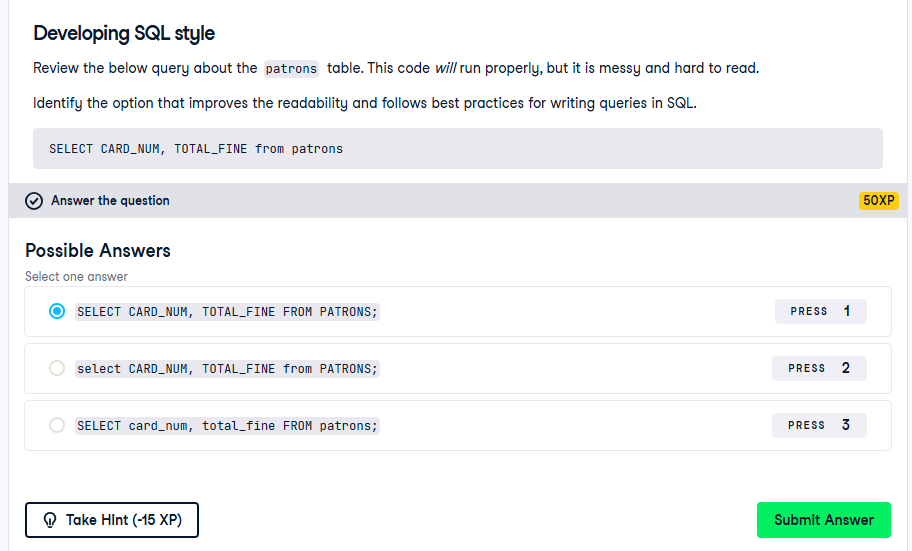 Developing SQL style
Review the below query about the patrons table. This code will run properly, but it is messy and hard to read.
Identify the option that improves the readability and follows best practices for writing queries in SQL.
SELECT CARD_NUM, TOTAL_FINE from patrons
Answer the question 50XP
Possible Answers
Select one answer
SELECT CARD_NUM, TOTAL_FINE FROM PATRONS; PRESS 1
select CARD_NUM, TOTAL_FINE from PATRONS; PRESS 2
SELECT card_num, total_fine FROM patrons; PRESS 3
Take Hint (-15 XP) Submit Answer